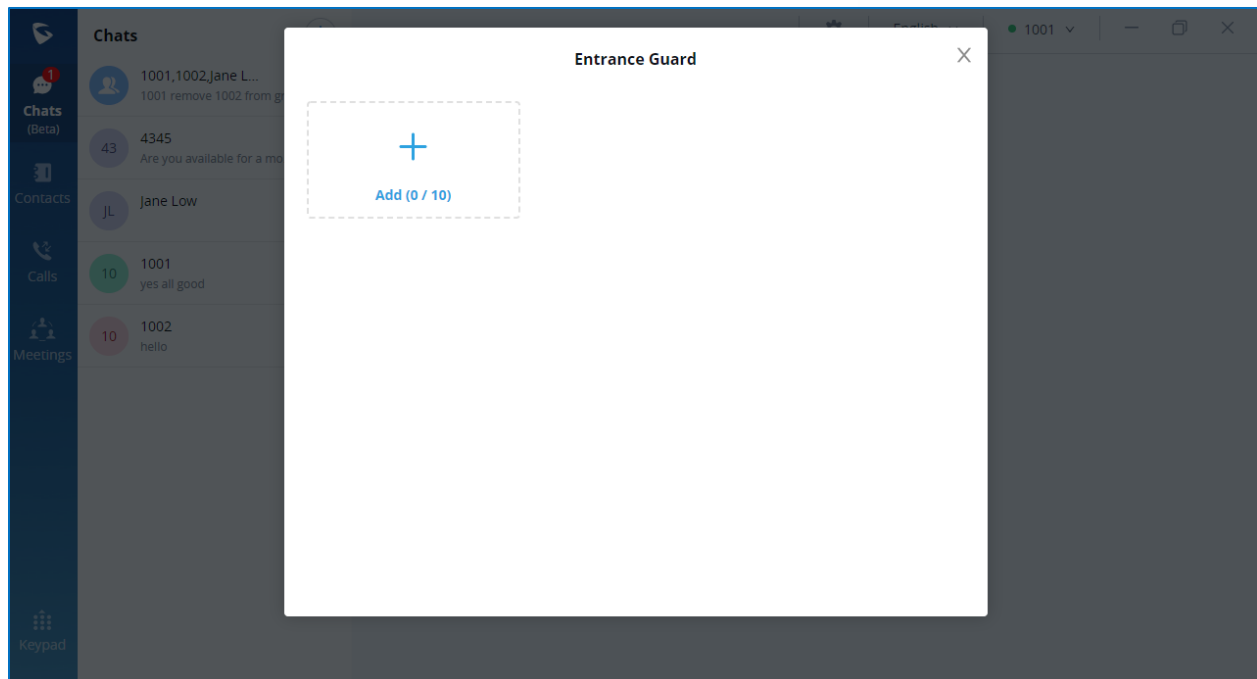 Chats
English
1001
Entrance Guard
1
Chats
(Beta)
Contacts
Calls
Meetings
Keypad
1001,1002,Jane L...
1001 remove 1002 from
43
4345
Are you available for a
JL
Jane Low
10
1001
yes all good
10
1002
hello
Add (0 / 10)